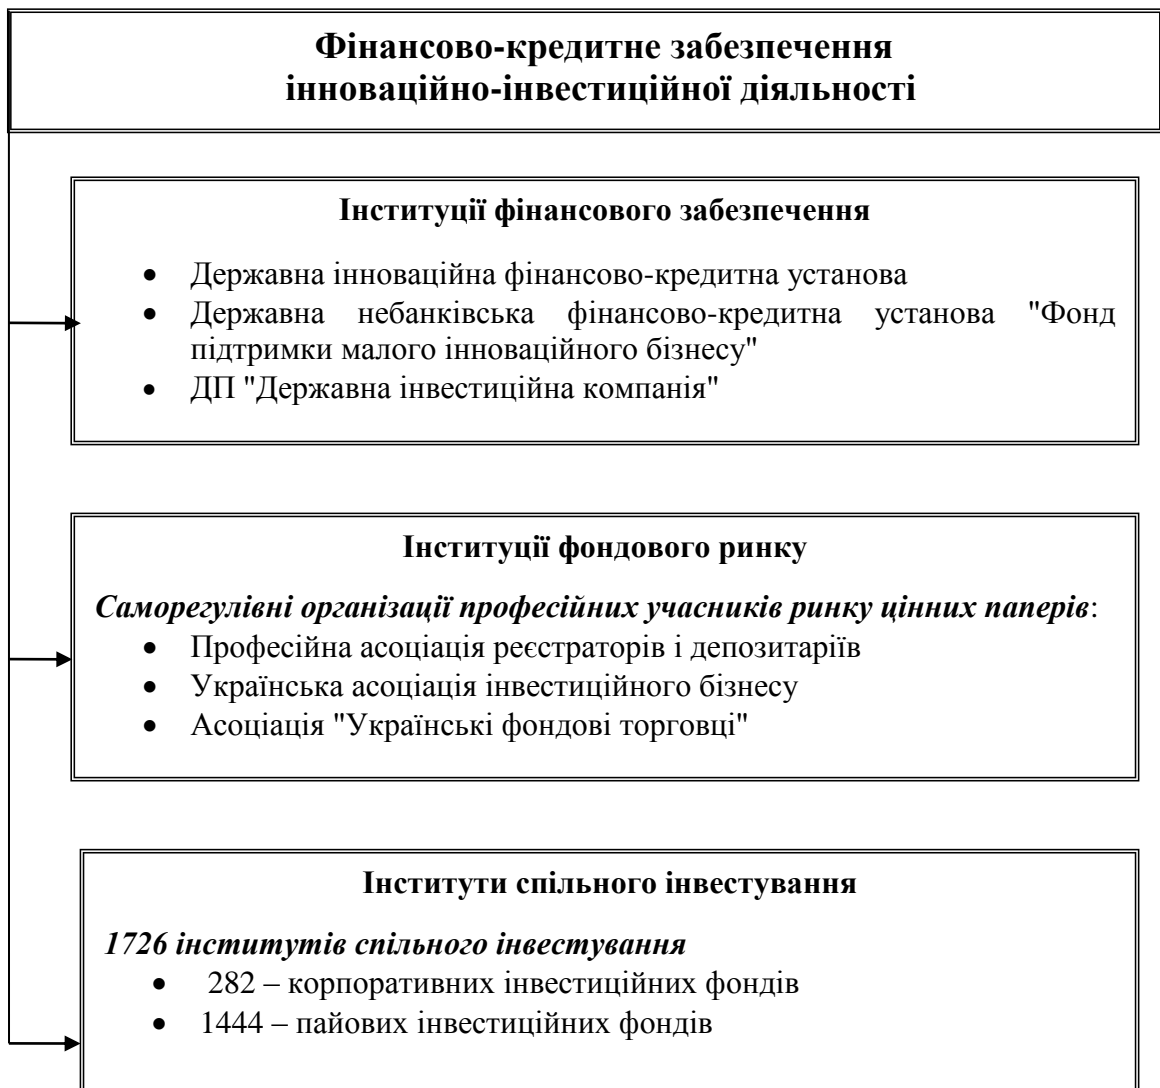 Фінансово-кредитне забезпечення
інноваційно-інвестиційної діяльності
Інституції фінансового забезпечення
• Державна інноваційна фінансово-кредитна установа
• Державна небанківська фінансово-кредитна установа "Фонд
підтримки малого інноваційного бізнесу"
• ДП "Державна інвестиційна компанія"
Інституції фондового ринку
Саморегулівні організації професійних учасників ринку цінних паперів:
• Професійна асоціація реєстраторів і депозитаріїв
• Українська асоціація інвестиційного бізнесу
• Асоціація "Українські фондові торговці"
Інститути спільного інвестування
1726 інститутів спільного інвестування
• 282 – корпоративних інвестиційних фондів
• 1444 – пайових інвестиційних фондів